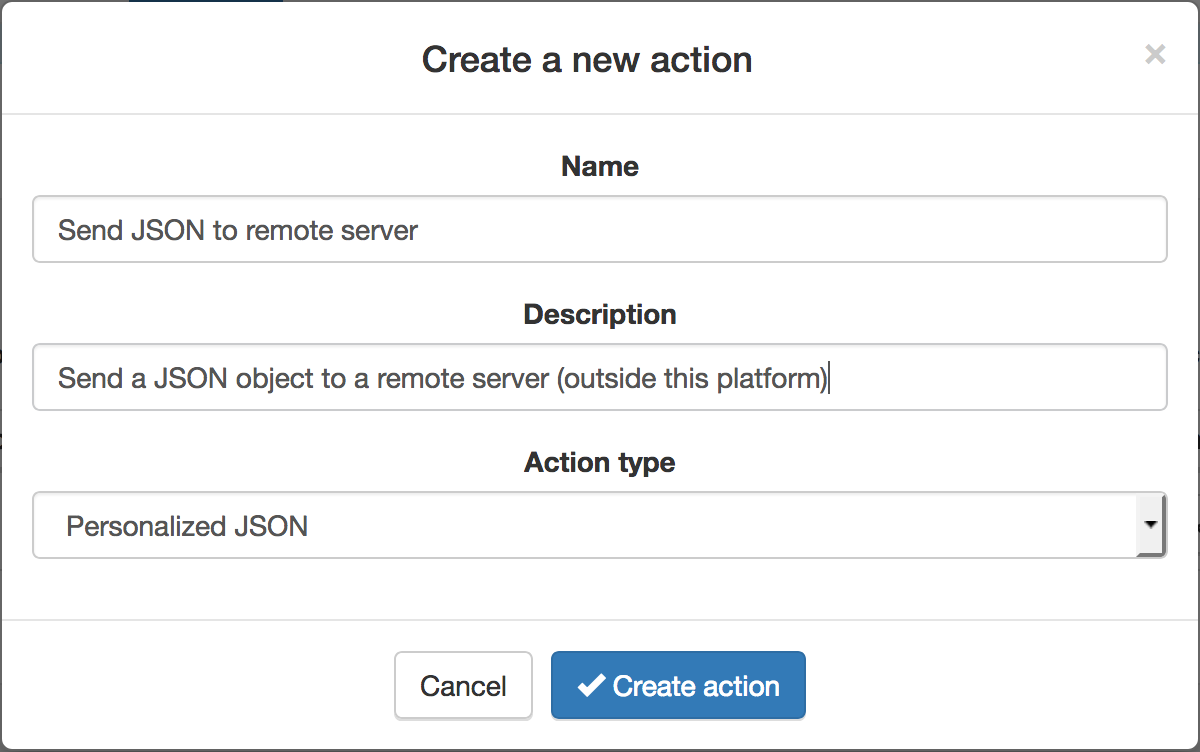 Create a new action
×
Name
Send JSON to remote server
Description
Send a JSON object to a remote server (outside this platform)
Action type
Personalized JSON
Cancel
Create action